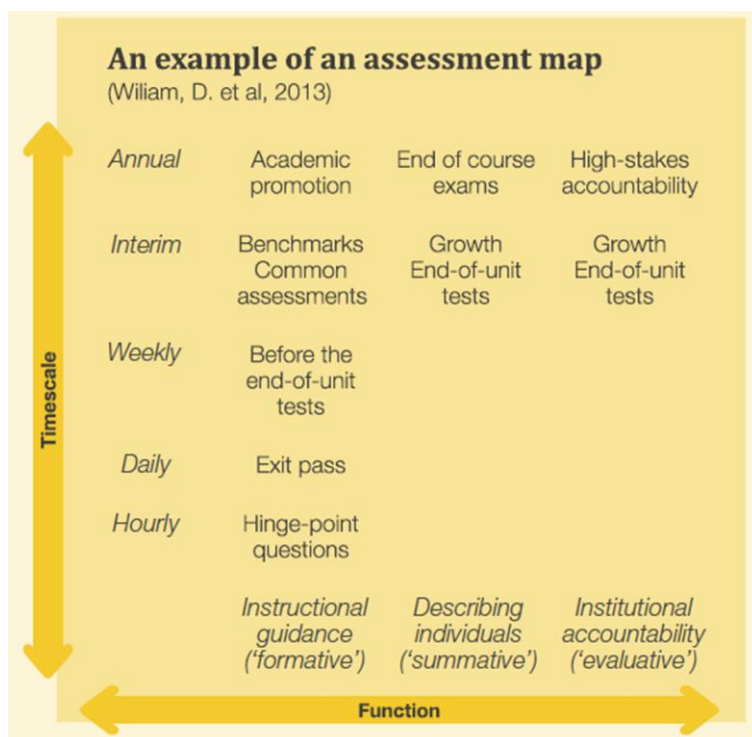 An example of an assessment map
(Wiliam, D. et al, 2013)
Annual
Academic
promotion
End of course
exams
High-stakes
accountability
Interim
Benchmarks
Common
assessments
Growth
End-of-unit
tests
Growth
End-of-unit
tests
Weekly
Before the
end-of-unit
tests
Daily
Exit pass
Hourly
Hinge-point
questions
Instructional
guidance
(‘formative’)
Describing
individuals
(‘summative’)
Institutional
accountability
(‘evaluative’)
Timescale
Function